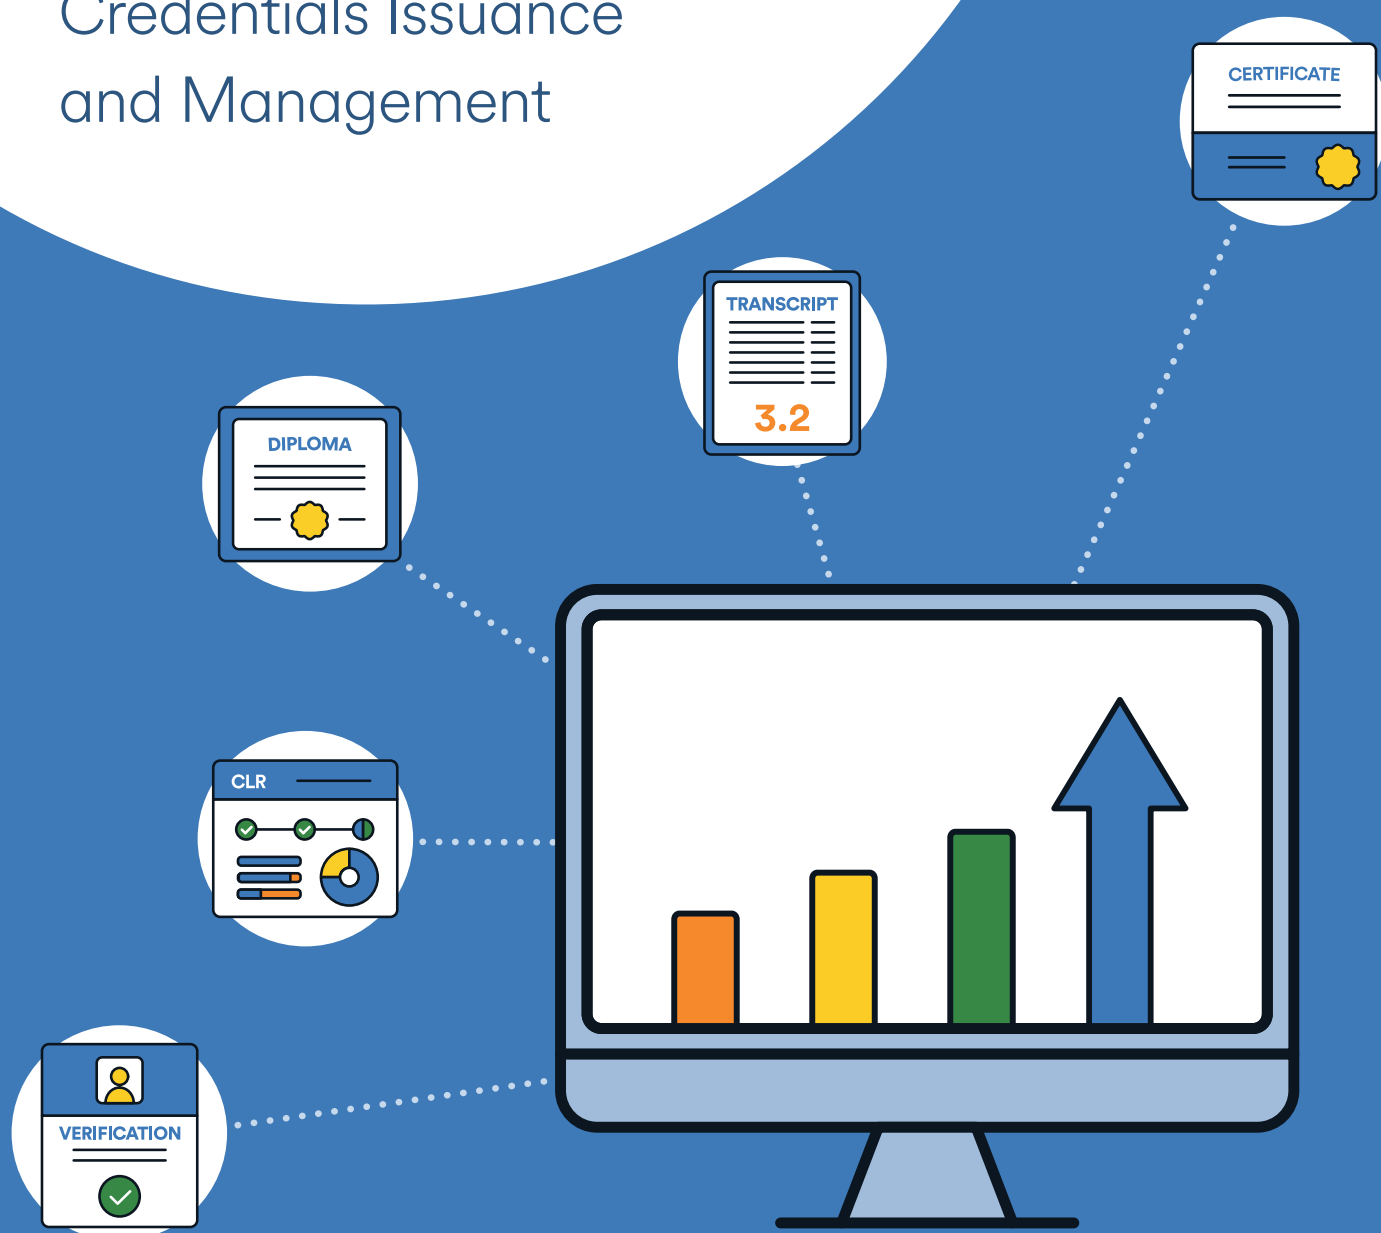 Credentials Issuance
and Management
CERTIFICATE
TRANSCRIPT
3.2
DIPLOMA
CLR
VERIFICATION